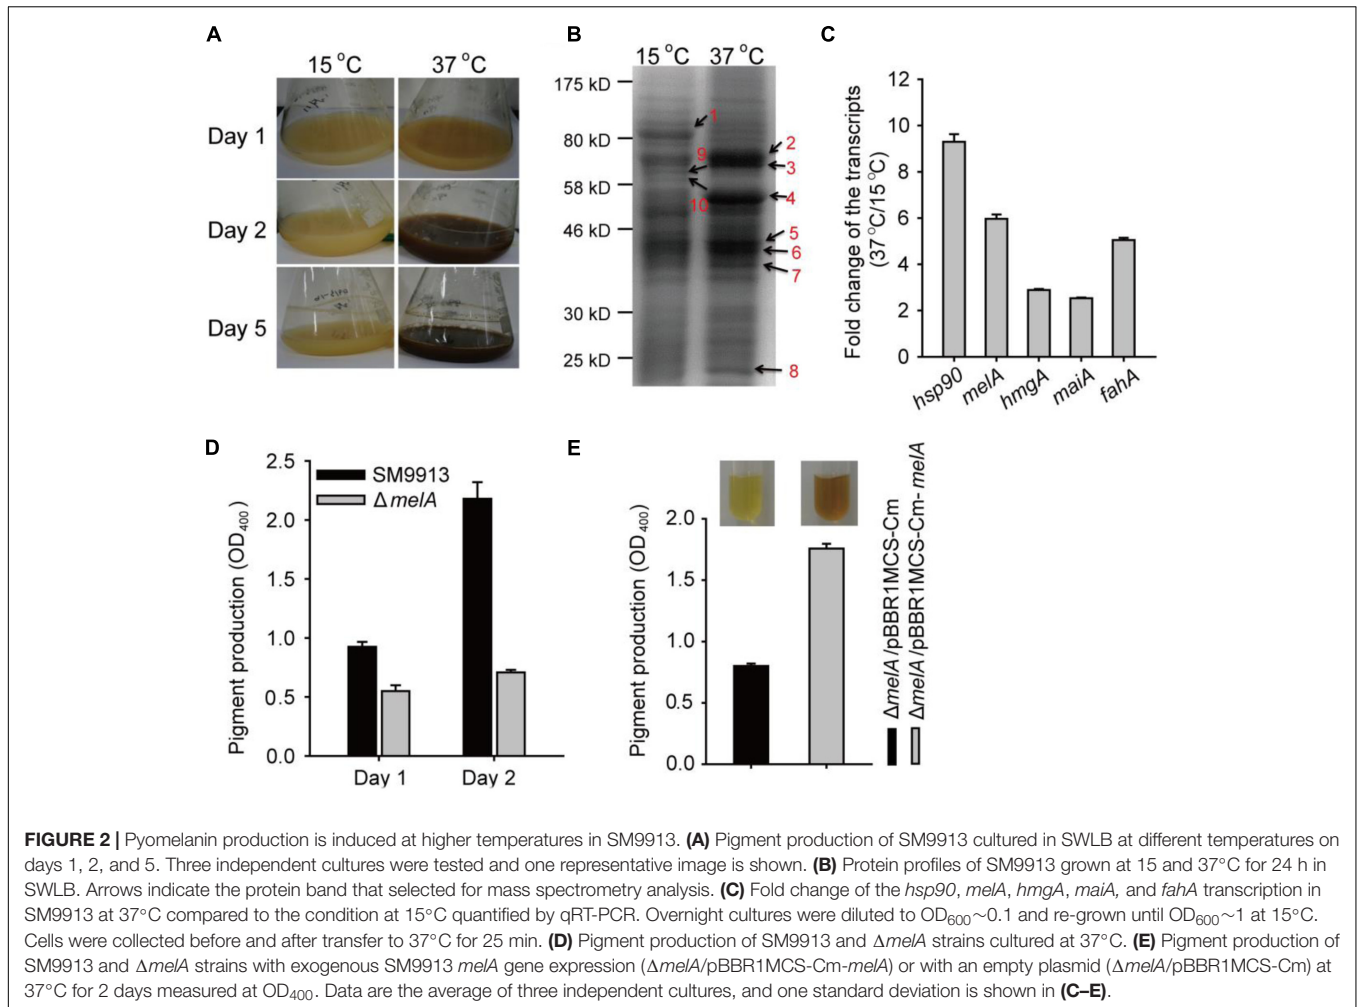 A
15 °C 37 °C
Day 1
Day 2
Day 5
B
15 °C 37 °C
175 kD
80 kD
58 kD
46 kD
30 kD
25 kD
1
2
3
4
5
6
7
8
9
10
C
Fold change of the transcripts
(37 °C/15 °C)
12
10
8
6
4
2
0
hsp90
melA
hmgA
maiA
fahA
D
Pigment production (OD400)
2.5
2.0
1.5
1.0
0.5
0.0
SM9913
ΔmelA
Day 1
Day 2
E
Pigment production (OD400)
2.0
1.5
1.0
0.5
0.0
ΔmelA/pBBR1MCS-Cm
ΔmelA/pBBR1MCS-Cm-melA
FIGURE 2 | Pyomelanin production is induced at higher temperatures in SM9913. (A) Pigment production of SM9913 cultured in SWLB at different temperatures on
days 1, 2, and 5. Three independent cultures were tested and one representative image is shown. (B) Protein profiles of SM9913 grown at 15 and 37°C for 24 h in
SWLB. Arrows indicate the protein band that selected for mass spectrometry analysis. (C) Fold change of the hsp90, melA, hmgA, maiA, and fahA transcription in
SM9913 at 37°C compared to the condition at 15°C quantified by qRT-PCR. Overnight cultures were diluted to OD600~0.1 and re-grown until OD600~1 at 15°C.
Cells were collected before and after transfer to 37°C for 25 min. (D) Pigment production of SM9913 and ΔmelA strains cultured at 37°C. (E) Pigment production of
SM9913 and ΔmelA strains with exogenous SM9913 melA gene expression (ΔmelA/pBBR1MCS-Cm-melA) or with an empty plasmid (ΔmelA/pBBR1MCS-Cm) at
37°C for 2 days measured at OD400. Data are the average of three independent cultures, and one standard deviation is shown in (C–E).